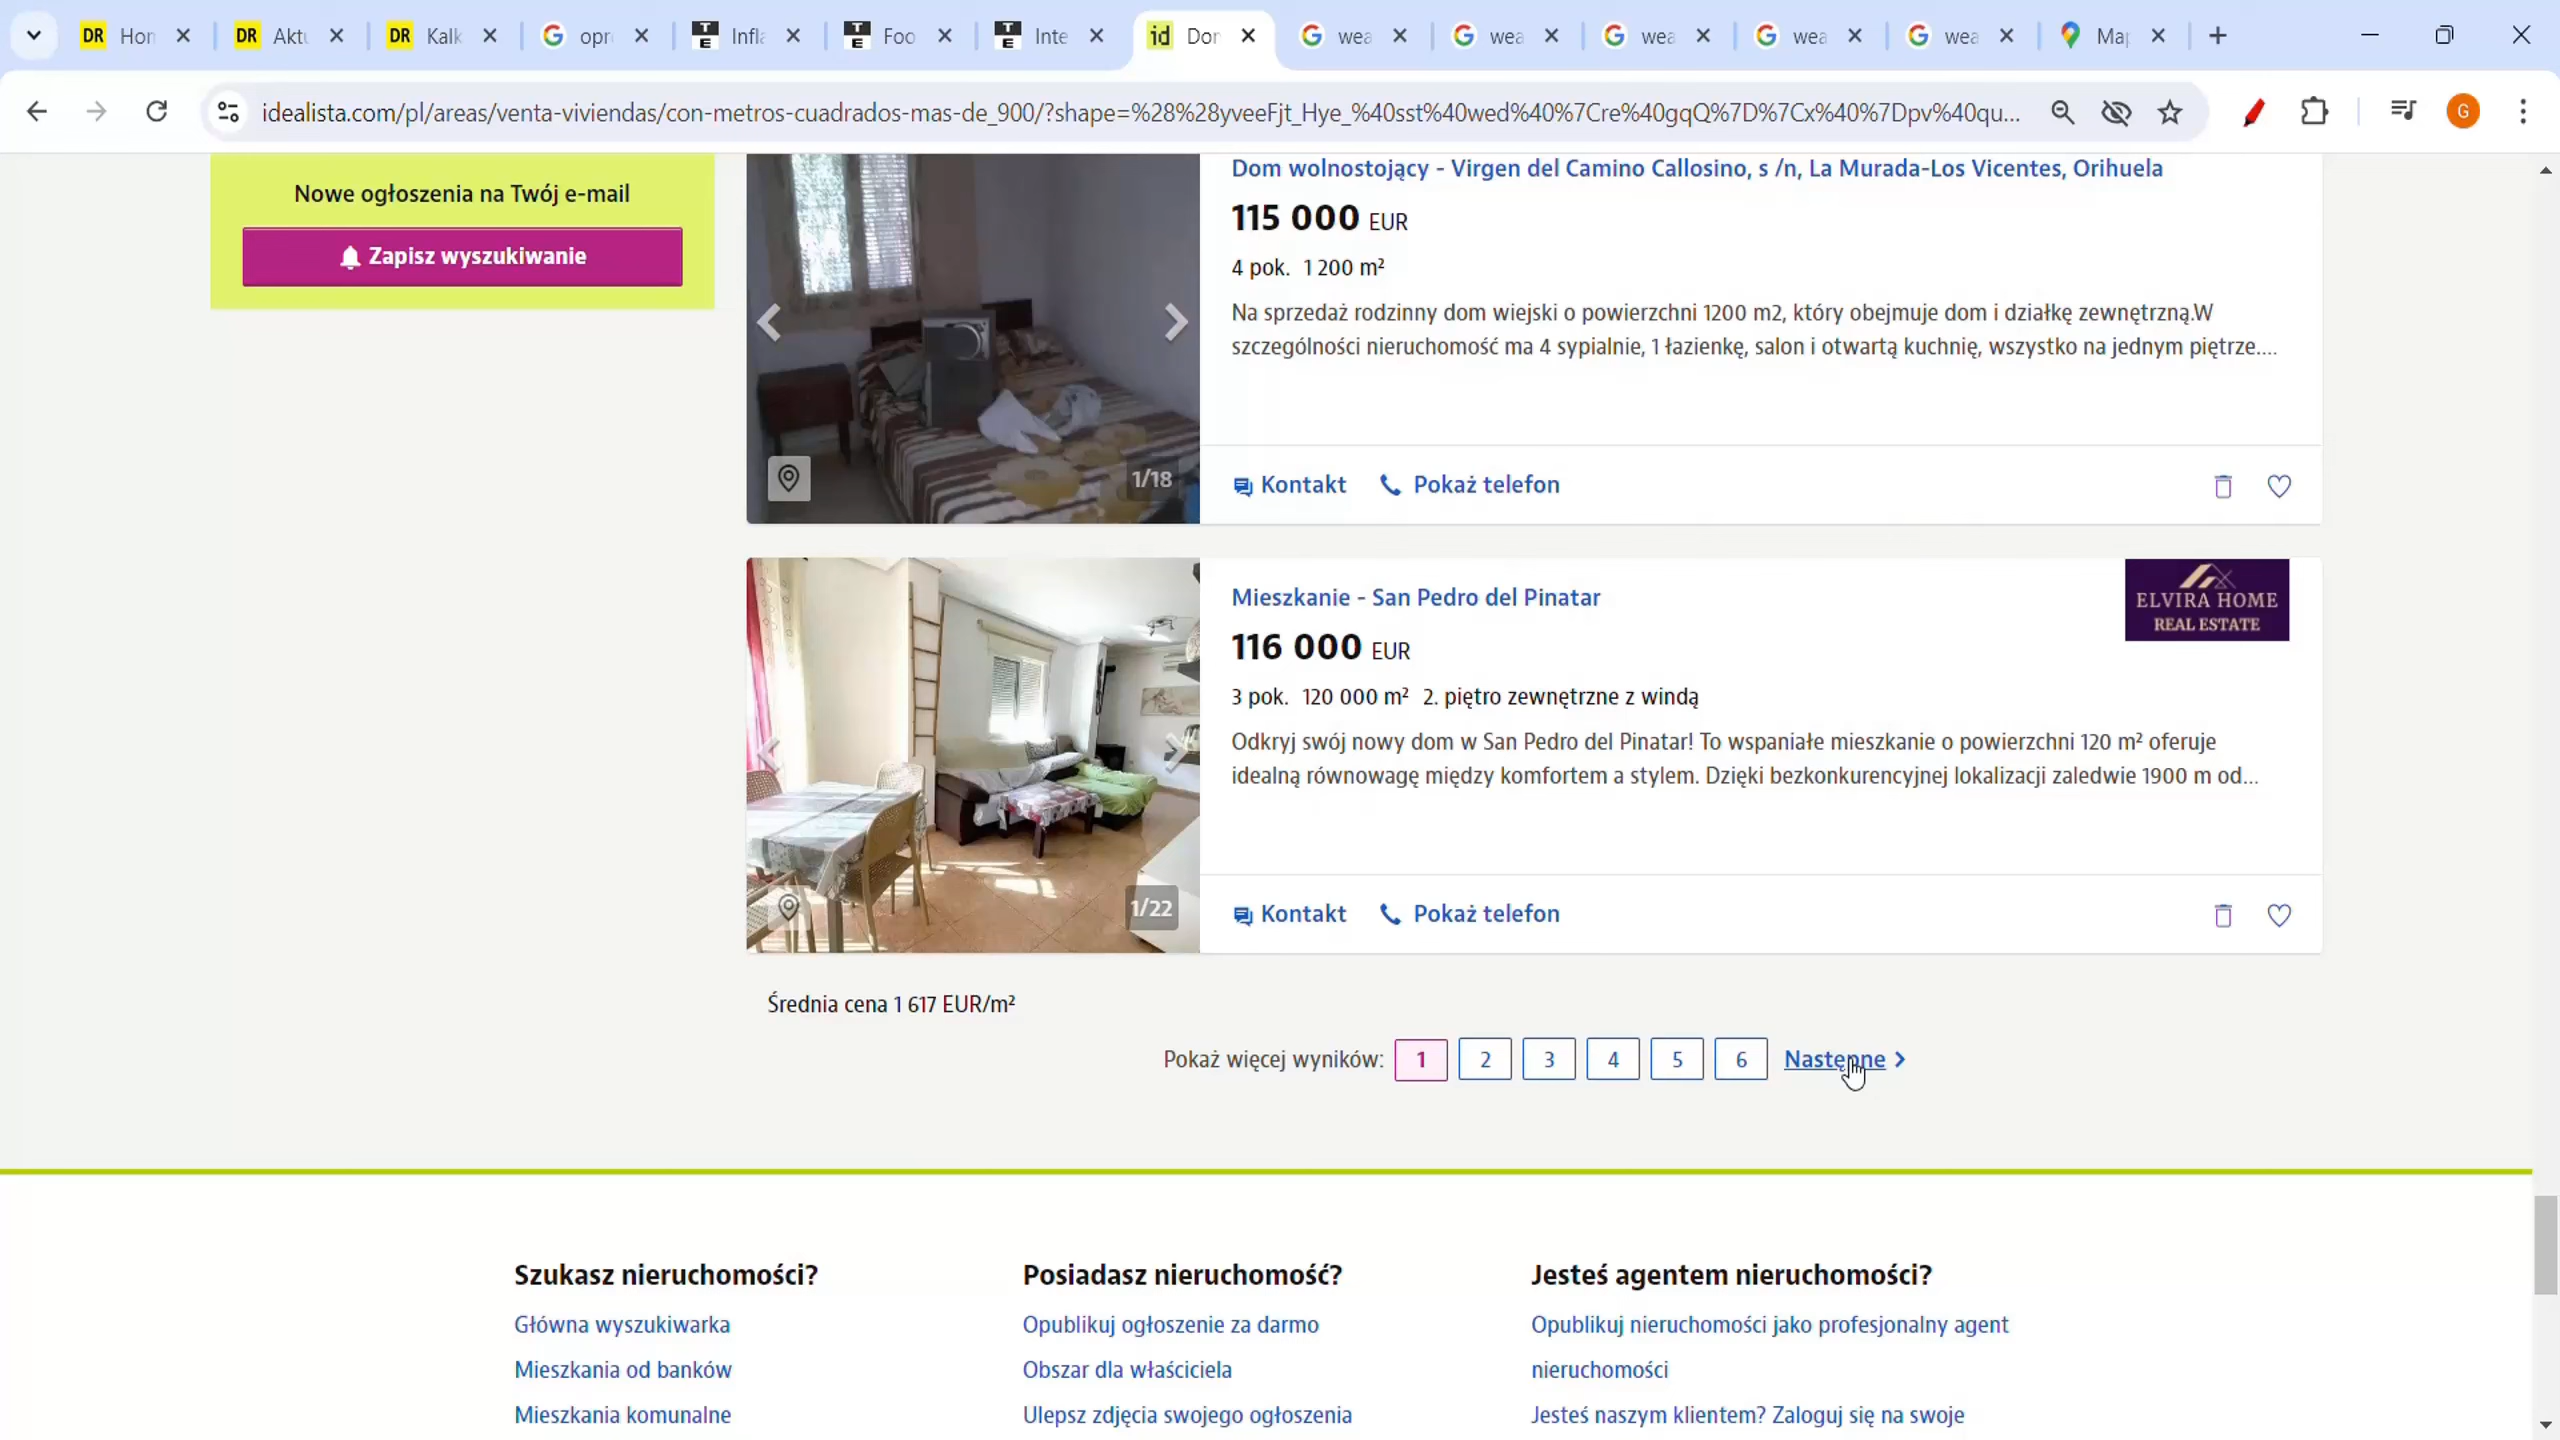 DR Hor
DR Aktu
DR Kalk
opr
TE Infla
TE Foo
TE Inte
id Dor
wea
wea
wea
wea
wea
Ma
idealista.com/pl/areas/venta-viviendas/con-metros-cuadrados-mas-de_900/?shape=%28%28yveeFjt_Hye_%40sst%40wed%40%7Cre%40gqQ%7D%7Cx%40%7Dpv%40qu...
G
Nowe ogłoszenia na Twój e-mail
Zapisz wyszukiwanie
Dom wolnostojący - Virgen del Camino Callosino, s /n, La Murada-Los Vicentes, Orihuela
115 000 EUR
4 pok. 1 200 m²
Na sprzedaż rodzinny dom wiejski o powierzchni 1200 m2, który obejmuje dom i działkę zewnętrzną.W
szczególności nieruchomość ma 4 sypialnie, 1 łazienkę, salon i otwartą kuchnię, wszystko na jednym piętrze....
1/18
Kontakt Pokaż telefon
Mieszkanie - San Pedro del Pinatar
ELVIRA HOME
REAL ESTATE
116 000 EUR
3 pok. 120 000 m² 2. piętro zewnętrzne z windą
Odkryj swój nowy dom w San Pedro del Pinatar! To wspaniałe mieszkanie o powierzchni 120 m² oferuje
idealną równowagę między komfortem a stylem. Dzięki bezkonkurencyjnej lokalizacji zaledwie 1900 m od...
1/22
Kontakt Pokaż telefon
Średnia cena 1 617 EUR/m²
Pokaż więcej wyników: 1 2 3 4 5 6 Następne
Szukasz nieruchomości?
Główna wyszukiwarka
Mieszkania od banków
Mieszkania komunalne
Posiadasz nieruchomość?
Opublikuj ogłoszenie za darmo
Obszar dla właściciela
Ulepsz zdjęcia swojego ogłoszenia
Jesteś agentem nieruchomości?
Opublikuj nieruchomości jako profesjonalny agent
nieruchomości
Jesteś naszym klientem? Zaloguj się na swoje